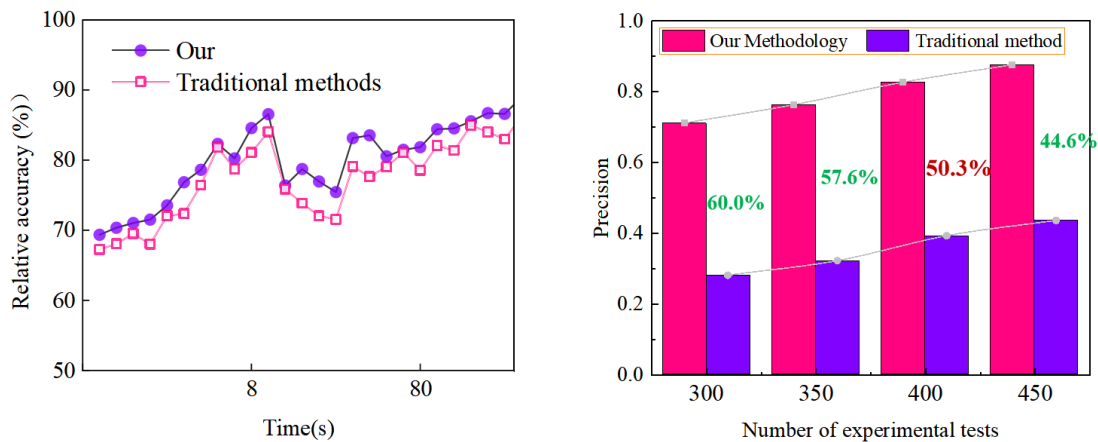 100
90
80
70
60
50
Relative accuracy (%)
Our
Traditional methods
8
80
Time(s)
1.0
0.8
0.6
0.4
0.2
0.0
Precision
Our Methodology
Traditional method
60.0%
57.6%
50.3%
44.6%
300
350
400
450
Number of experimental tests